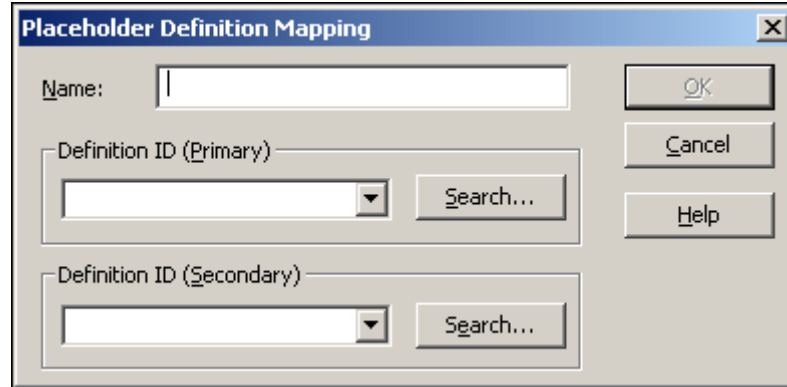 Placeholder Definition Mapping
Name:
OK
Definition ID (Primary)
Cancel
Search...
Help
Definition ID (Secondary)
Search...